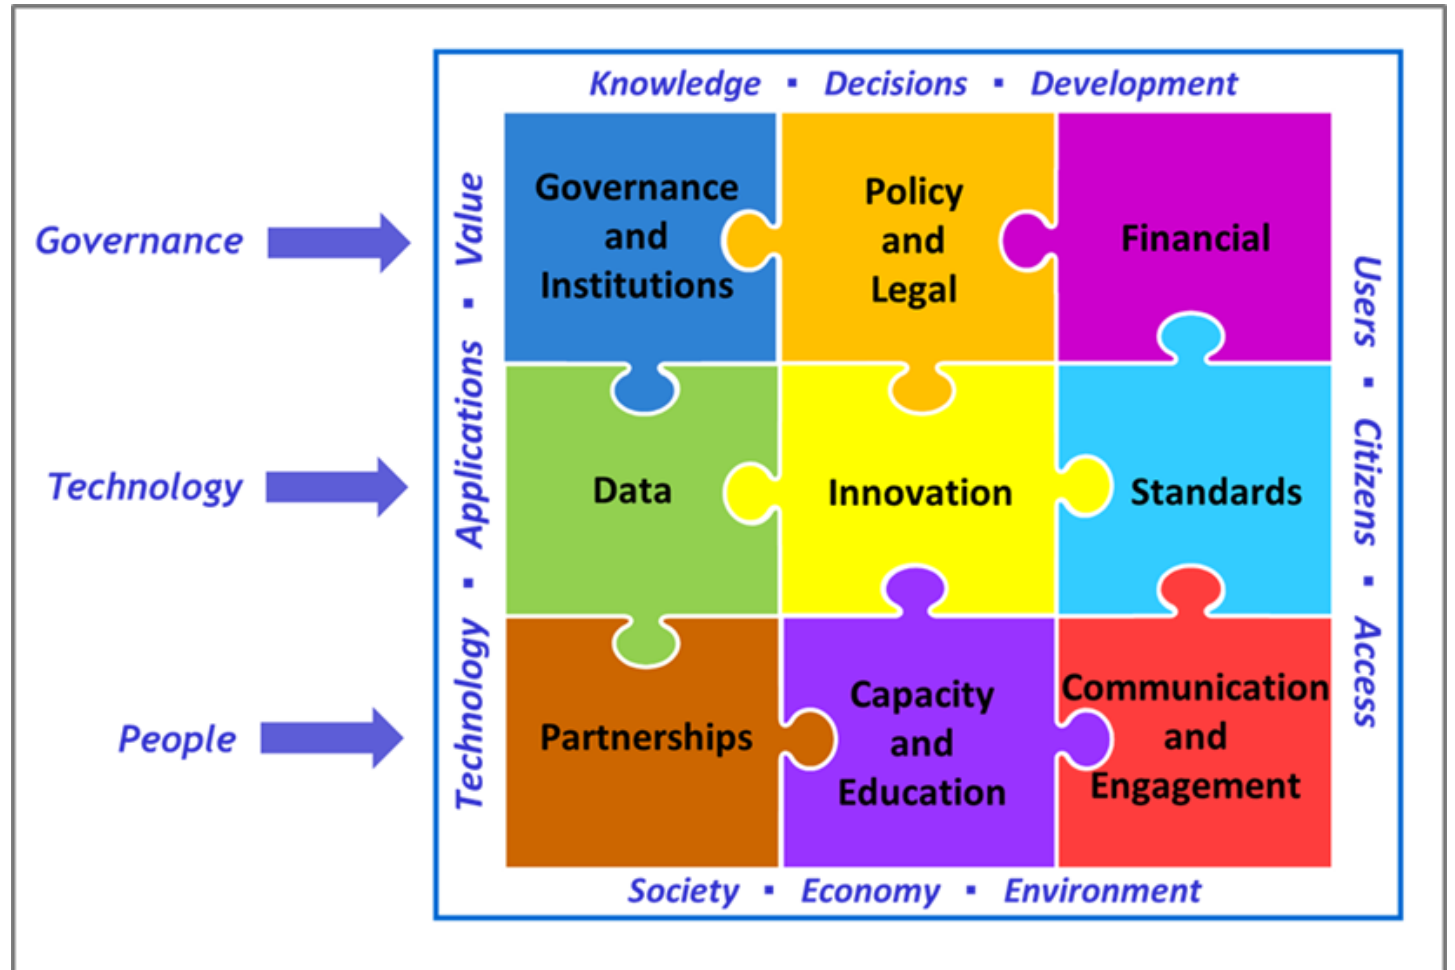 Knowledge ▪ Decisions ▪ Development
Governance
Technology
People
Technology ▪ Applications ▪ Value
Governance
and
Institutions
Policy
and
Legal
Financial
Data
Innovation
Standards
Partnerships
Capacity
and
Education
Communication
and
Engagement
Users ▪ Citizens ▪ Access
Society ▪ Economy ▪ Environment